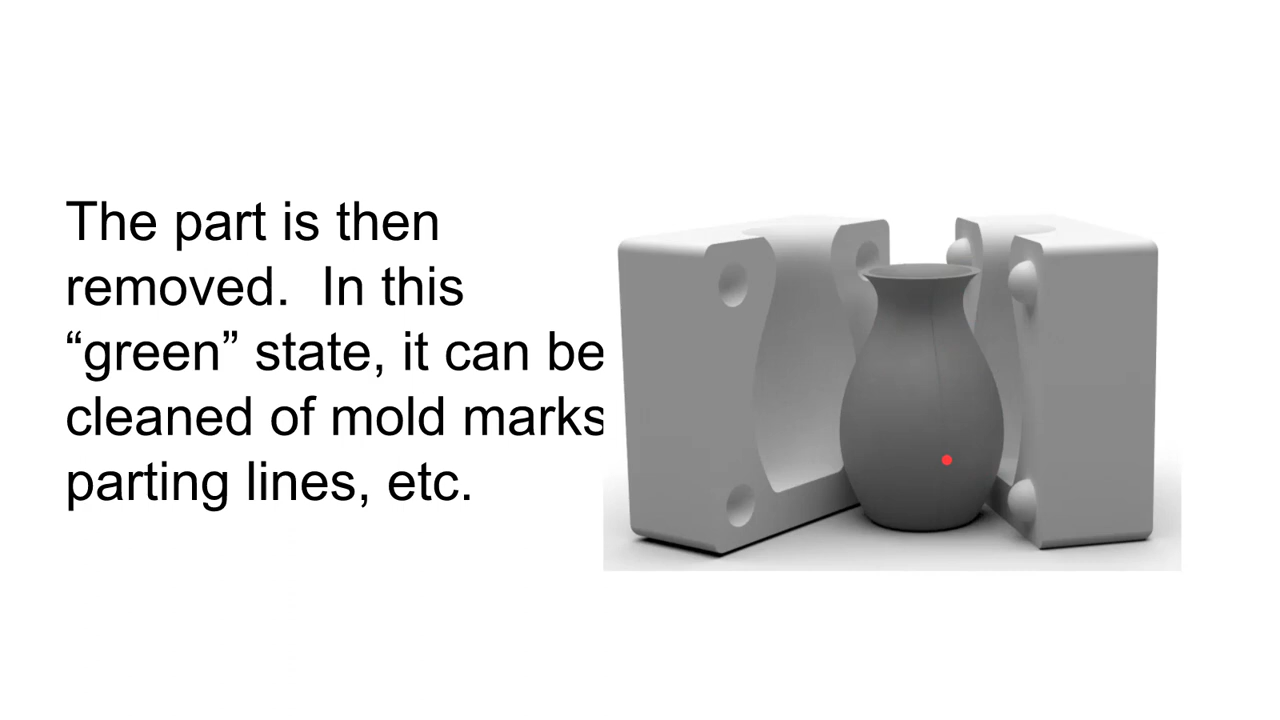 The part is then
removed.  In this
“green” state, it can be
cleaned of mold marks
parting lines, etc.